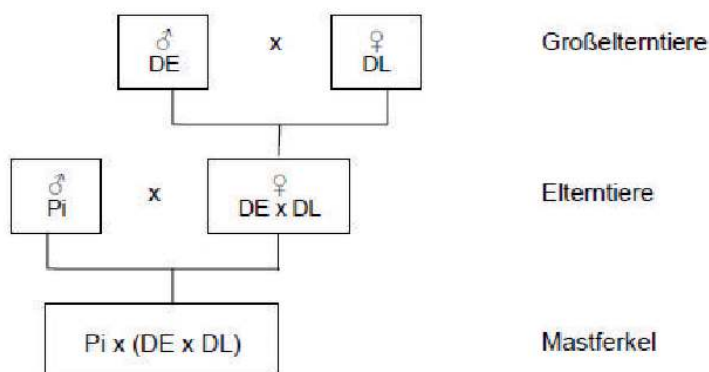 ♂ x ♀ Großelterntiere
DE DL
♂ x ♀ Elterntiere
Pi DE x DL
Pi x (DE x DL) Mastferkel